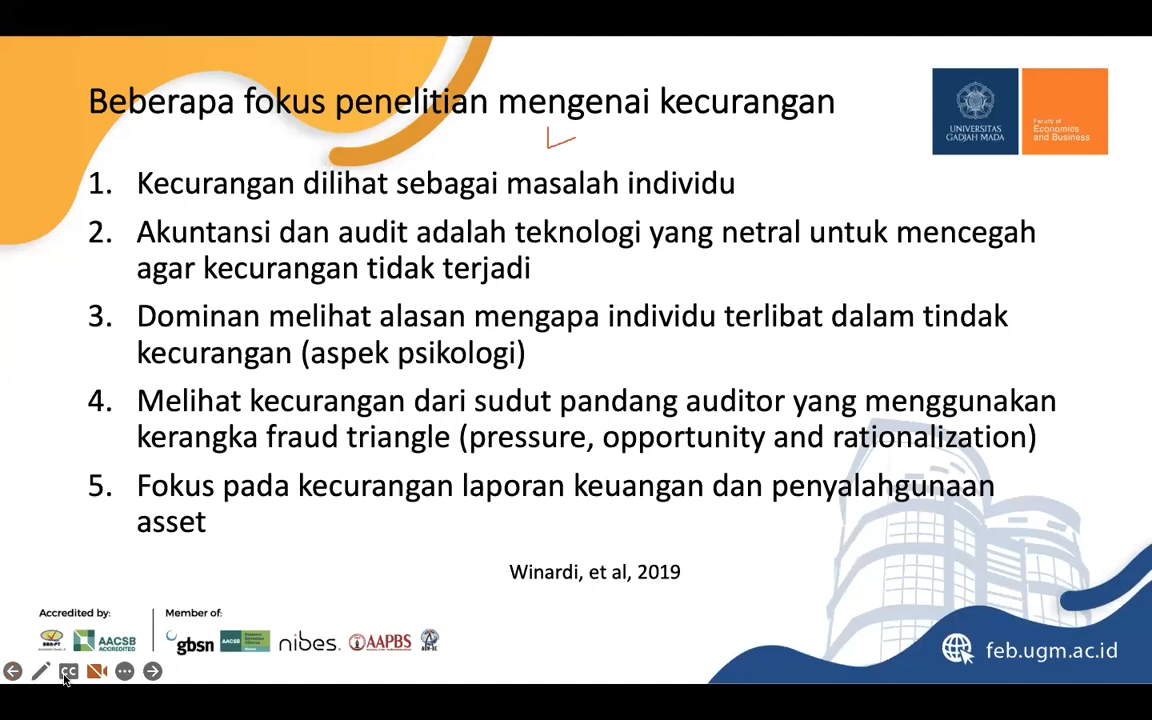 Beberapa fokus penelitian mengenai kecurangan
UNIVERSITAS
GADJAH MADA
Faculty of
Economics
and Business
1. Kecurangan dilihat sebagai masalah individu
2. Akuntansi dan audit adalah teknologi yang netral untuk mencegah
agar kecurangan tidak terjadi
3. Dominan melihat alasan mengapa individu terlibat dalam tindak
kecurangan (aspek psikologi)
4. Melihat kecurangan dari sudut pandang auditor yang menggunakan
kerangka fraud triangle (pressure, opportunity and rationalization)
5. Fokus pada kecurangan laporan keuangan dan penyalahgunaan
asset
Winardi, et al, 2019
Accredited by:
AACSB
ACCREDITED
Member of:
gbsn
AACSB
nibes.
AAPBS
feb.ugm.ac.id
CC